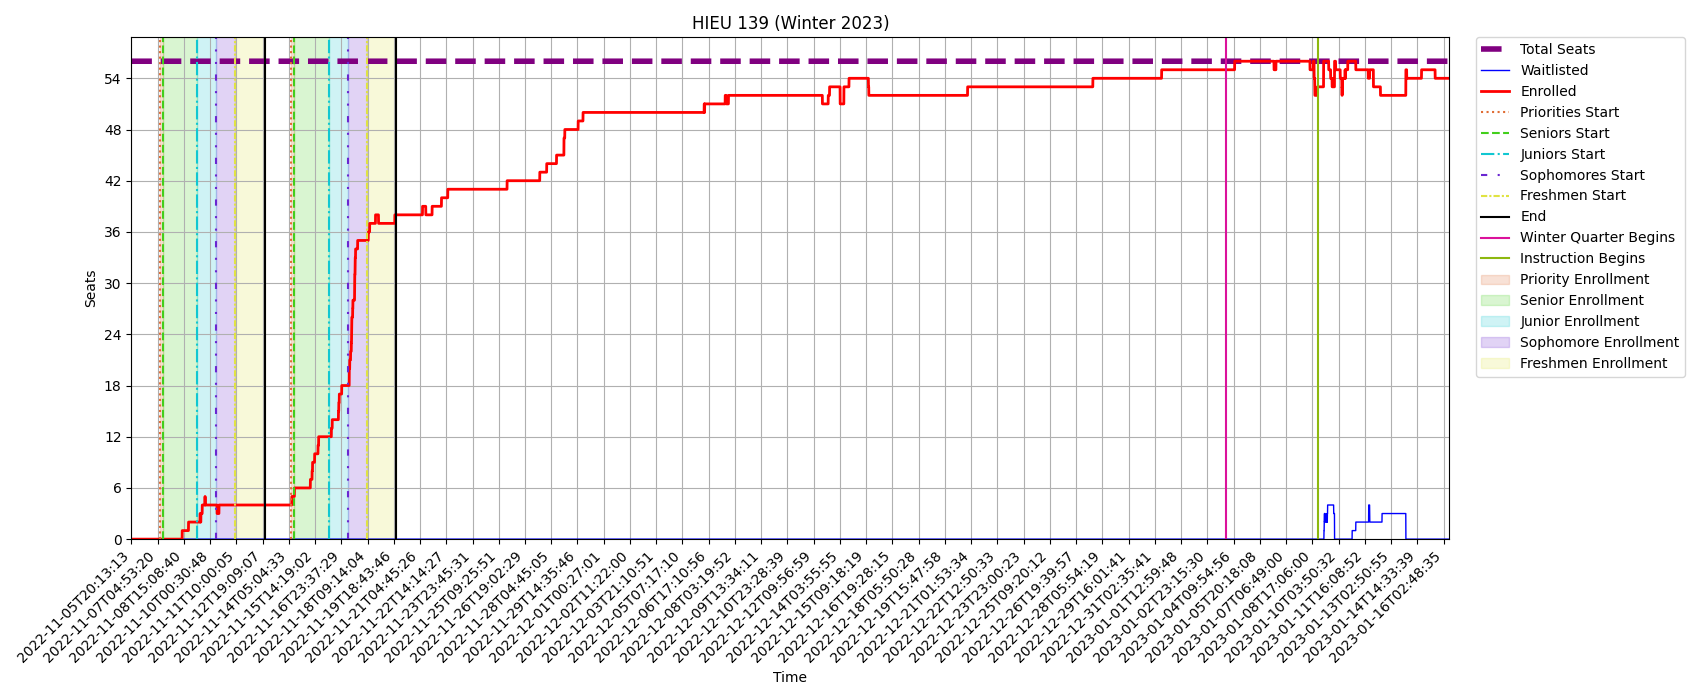 HIEU 139 (Winter 2023)
Total Seats
Waitlisted
Enrolled
Priorities Start
Seniors Start
Juniors Start
Sophomores Start
Freshmen Start
End
Winter Quarter Begins
Instruction Begins
Priority Enrollment
Senior Enrollment
Junior Enrollment
Sophomore Enrollment
Freshmen Enrollment
Seats
54
48
42
36
30
24
18
12
6
0
2022-11-05T20:13:13
2022-11-07T04:53:20
2022-11-08T15:08:40
2022-11-10T00:30:48
2022-11-11T10:00:05
2022-11-12T19:09:07
2022-11-14T05:04:33
2022-11-15T14:19:02
2022-11-16T23:37:29
2022-11-18T09:14:04
2022-11-19T18:43:46
2022-11-21T04:45:26
2022-11-22T14:14:27
2022-11-23T23:45:31
2022-11-25T09:25:51
2022-11-26T19:02:29
2022-11-28T04:45:05
2022-11-29T14:35:46
2022-12-01T00:27:01
2022-12-02T11:22:00
2022-12-03T21:10:51
2022-12-05T07:17:10
2022-12-06T17:10:56
2022-12-08T03:19:52
2022-12-09T13:34:11
2022-12-10T23:28:39
2022-12-12T09:56:59
2022-12-14T03:55:55
2022-12-15T19:18:19
2022-12-16T19:28:15
2022-12-18T05:50:28
2022-12-19T15:47:58
2022-12-21T01:53:34
2022-12-22T12:50:33
2022-12-23T23:00:23
2022-12-25T09:20:12
2022-12-26T19:39:57
2022-12-28T05:54:19
2022-12-29T16:01:41
2022-12-31T02:35:41
2023-01-01T12:59:48
2023-01-02T23:15:30
2023-01-04T09:54:56
2023-01-05T20:18:08
2023-01-07T06:49:00
2023-01-08T17:06:00
2023-01-10T03:50:32
2023-01-11T16:08:52
2023-01-13T02:50:55
2023-01-14T14:33:39
2023-01-16T02:48:35
Time